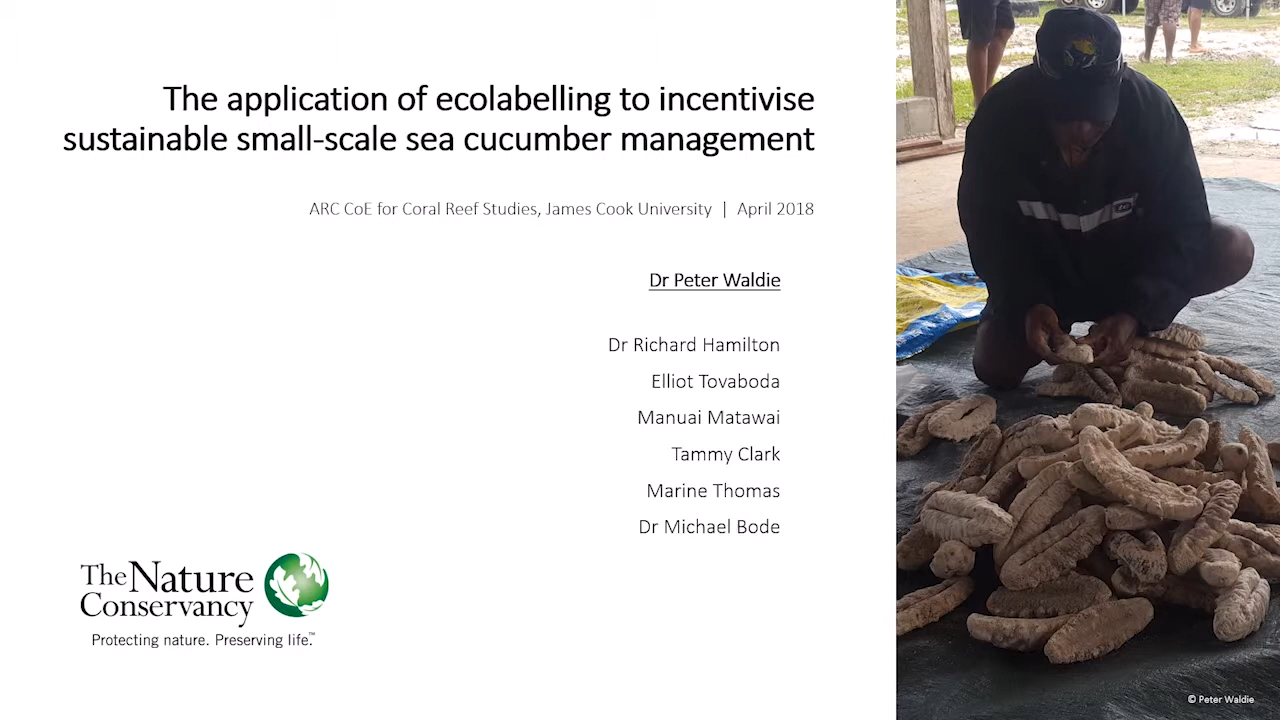 The application of ecolabelling to incentivise
sustainable small-scale sea cucumber management
ARC CoE for Coral Reef Studies, James Cook University | April 2018
Dr Peter Waldie
Dr Richard Hamilton
Elliot Tovaboda
Manuai Matawai
Tammy Clark
Marine Thomas
Dr Michael Bode
The Nature
Conservancy
Protecting nature. Preserving life.™
© Peter Waldie